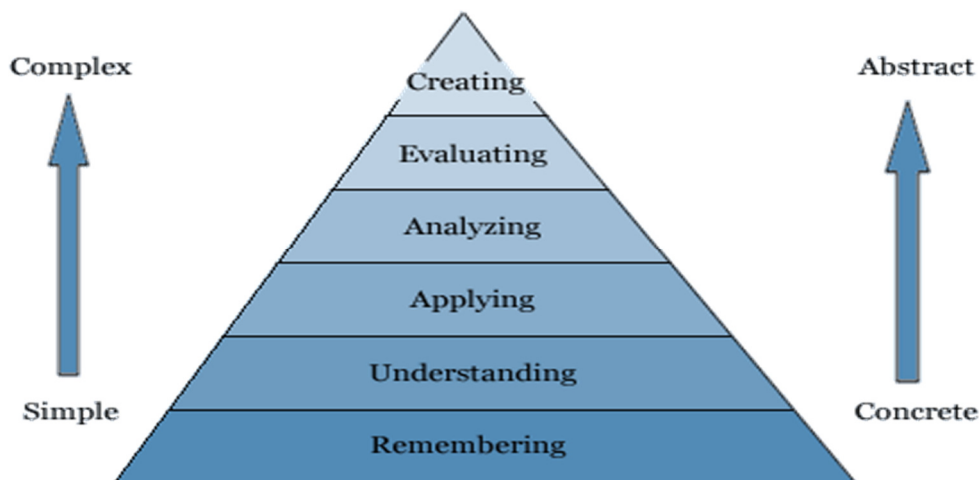 Complex
Abstract
Creating
Evaluating
Analyzing
Applying
Understanding
Simple
Concrete
Remembering